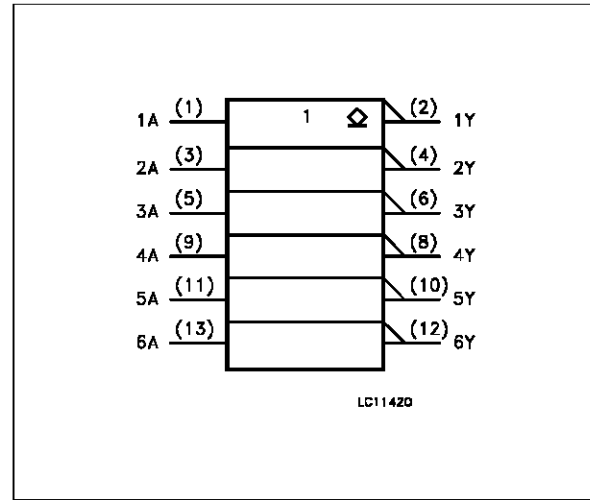 1A (1) 1 (2) 1Y
2A (3) (4) 2Y
3A (5) (6) 3Y
4A (9) (8) 4Y
5A (11) (10) 5Y
6A (13) (12) 6Y
LC11420